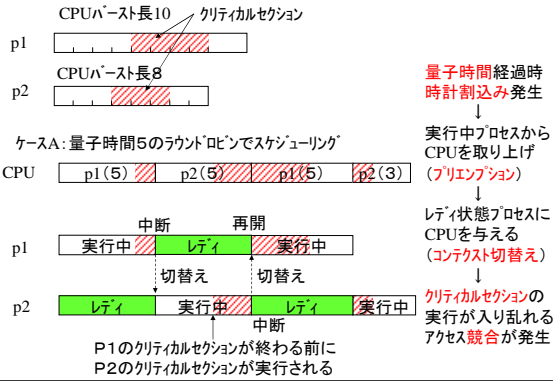 CPUバースト長10
クリティカルセクション
p1
CPUバースト長8
p2
ケースA:量子時間5のラウンドロビンでスケジューリング
CPU
p1(5)
p2(5)
p1(5)
p2(3)
中断
再開
p1
実行中
レディ
実行中
切替え
切替え
p2
レディ
実行中
レディ
実行中
中断
P1のクリティカルセクションが終わる前に
P2のクリティカルセクションが実行される
量子時間経過時
時計割込み発生
↓
実行中プロセスから
CPUを取り上げ
(プリエンプション)
↓
レディ状態プロセスに
CPUを与える
(コンテクスト切替え)
↓
クリティカルセクションの
実行が入り乱れる
アクセス競合が発生